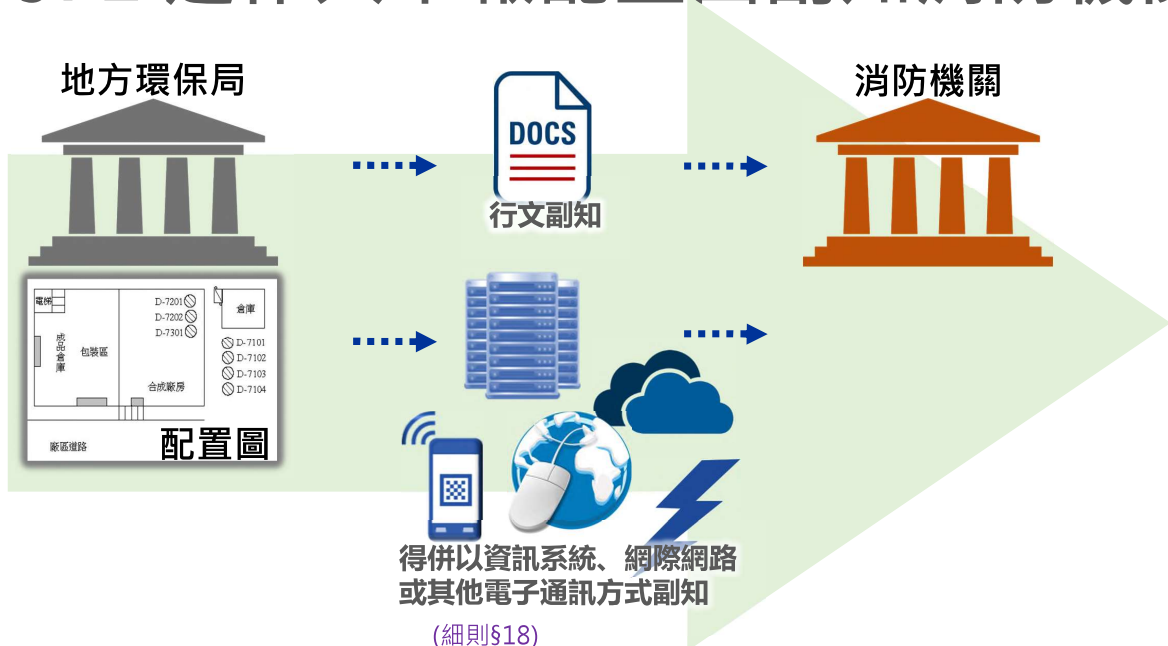 地方環保局
消防機關
DOCS
行文副知
電梯
成品倉庫
包裝區
D-7201
D-7202
D-7301
合成廠房
倉庫
D-7101
D-7102
D-7103
D-7104
廠區道路
配置圖
得併以資訊系統、網際網路
或其他電子通訊方式副知
(細則§18)